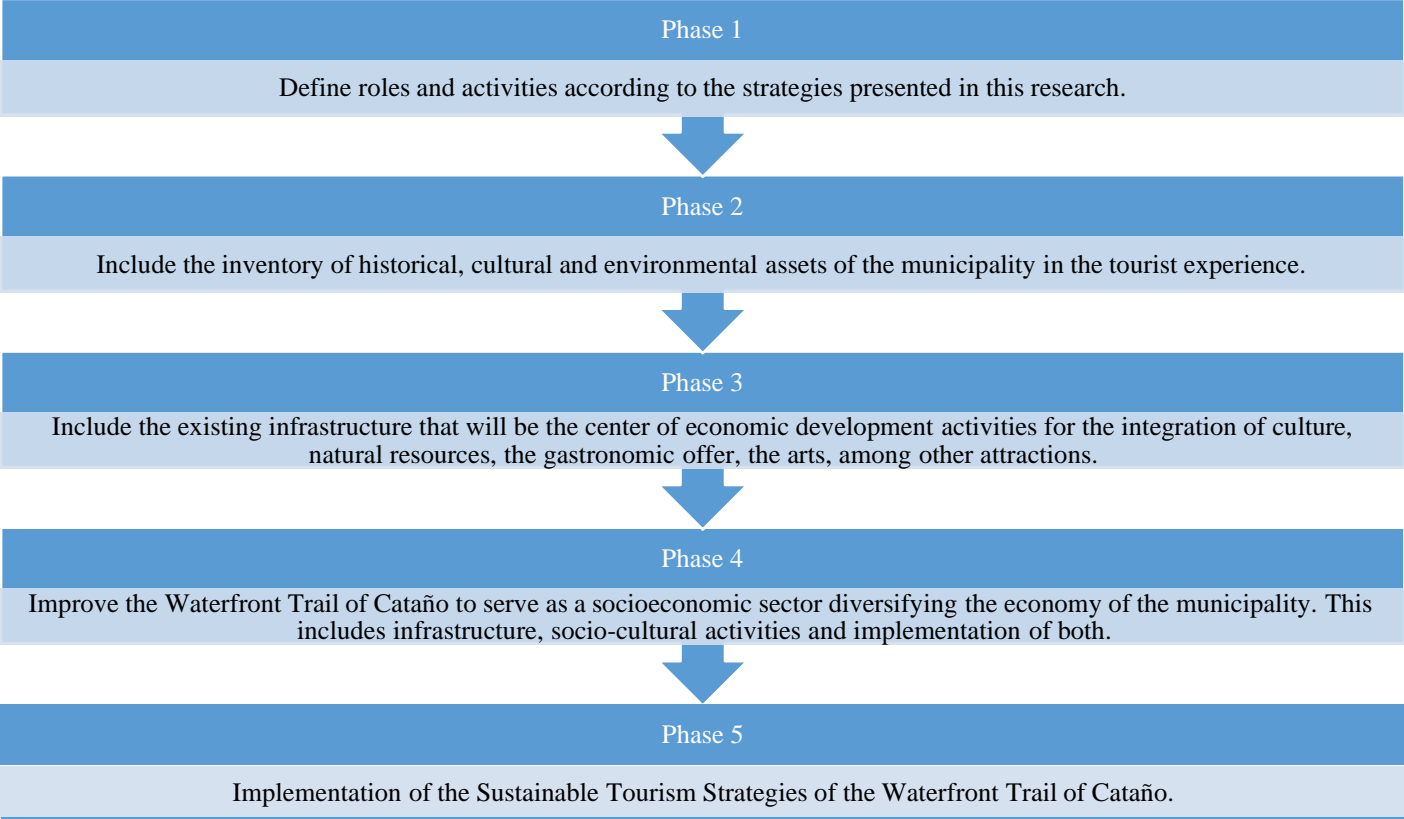 Phase 1
Define roles and activities according to the strategies presented in this research.
Phase 2
Include the inventory of historical, cultural and environmental assets of the municipality in the tourist experience.
Phase 3
Include the existing infrastructure that will be the center of economic development activities for the integration of culture,
natural resources, the gastronomic offer, the arts, among other attractions.
Phase 4
Improve the Waterfront Trail of Cataño to serve as a socioeconomic sector diversifying the economy of the municipality. This
includes infrastructure, socio-cultural activities and implementation of both.
Phase 5
Implementation of the Sustainable Tourism Strategies of the Waterfront Trail of Cataño.